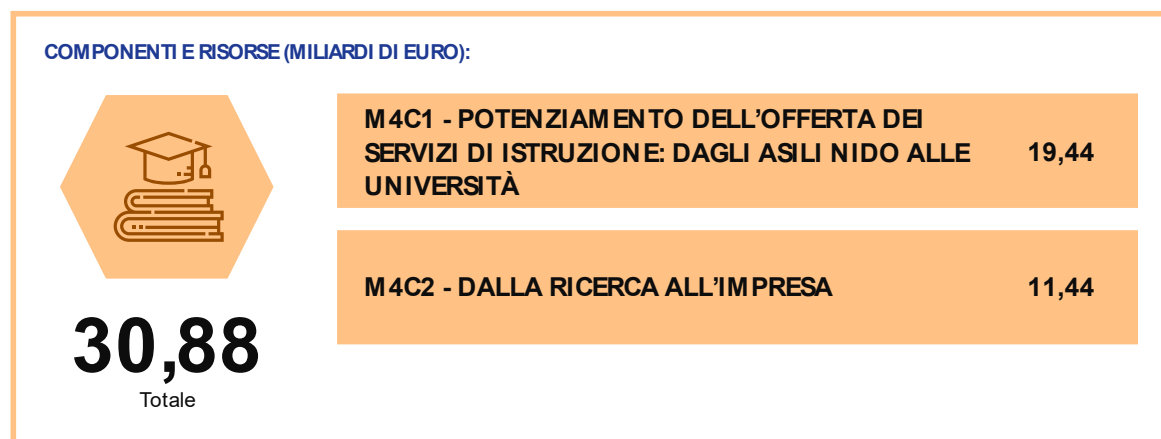 COMPONENTI E RISORSE (MILIARDI DI EURO):
M4C1 - POTENZIAMENTO DELL’OFFERTA DEI
SERVIZI DI ISTRUZIONE: DAGLI ASILI NIDO ALLE
UNIVERSITÀ
19,44
M4C2 - DALLA RICERCA ALL’IMPRESA
11,44
30,88
Totale